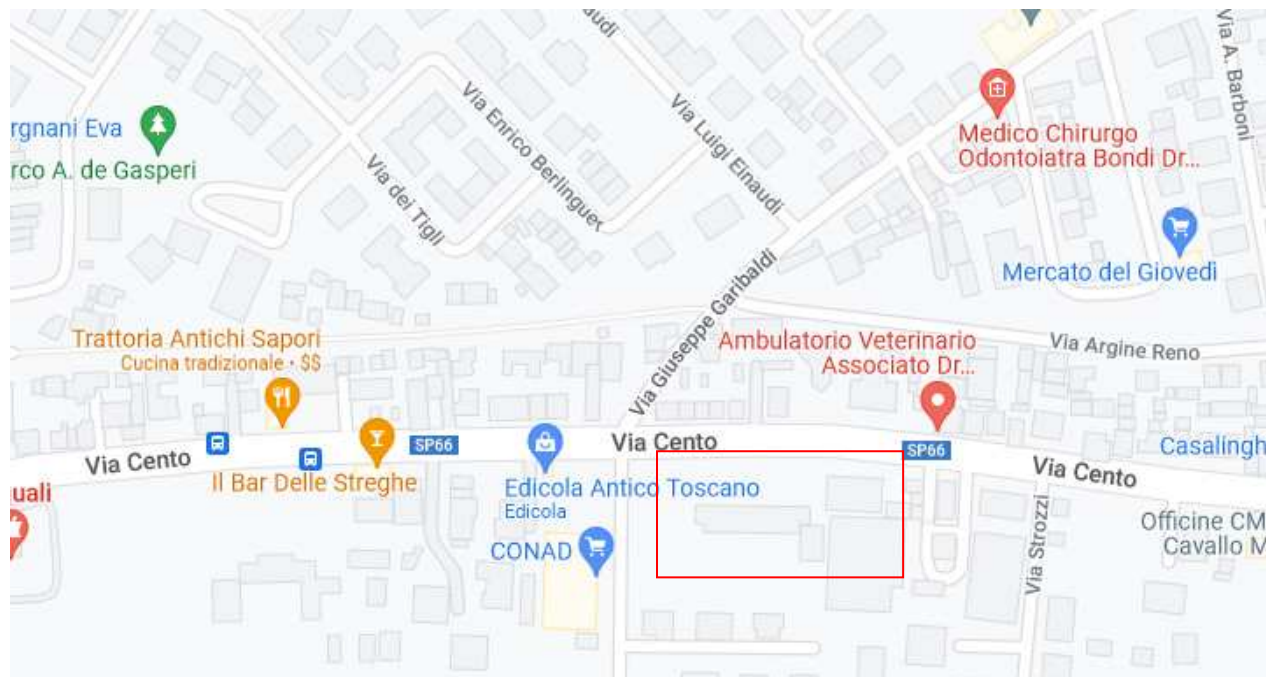 audi
Via A. Barboni
Via Enrico Berlinguer
Via Luigi Einaudi
rgnani Eva
rco A. de Gasperi
Via dei Tigli
Medico Chirurgo
Odontoiatra Bondi Dr...
Mercato del Giovedì
Via Giuseppe Garibaldi
Trattoria Antichi Sapori
Cucina tradizionale · $$
Ambulatorio Veterinario
Associato Dr...
Via Argine Reno
Via Cento
SP66
Via Cento
SP66
Via Cento
Casalingh
Il Bar Delle Streghe
uali
Edicola Antico Toscano
Edicola
CONAD
Via Strozzi
Officine CM
Cavallo M